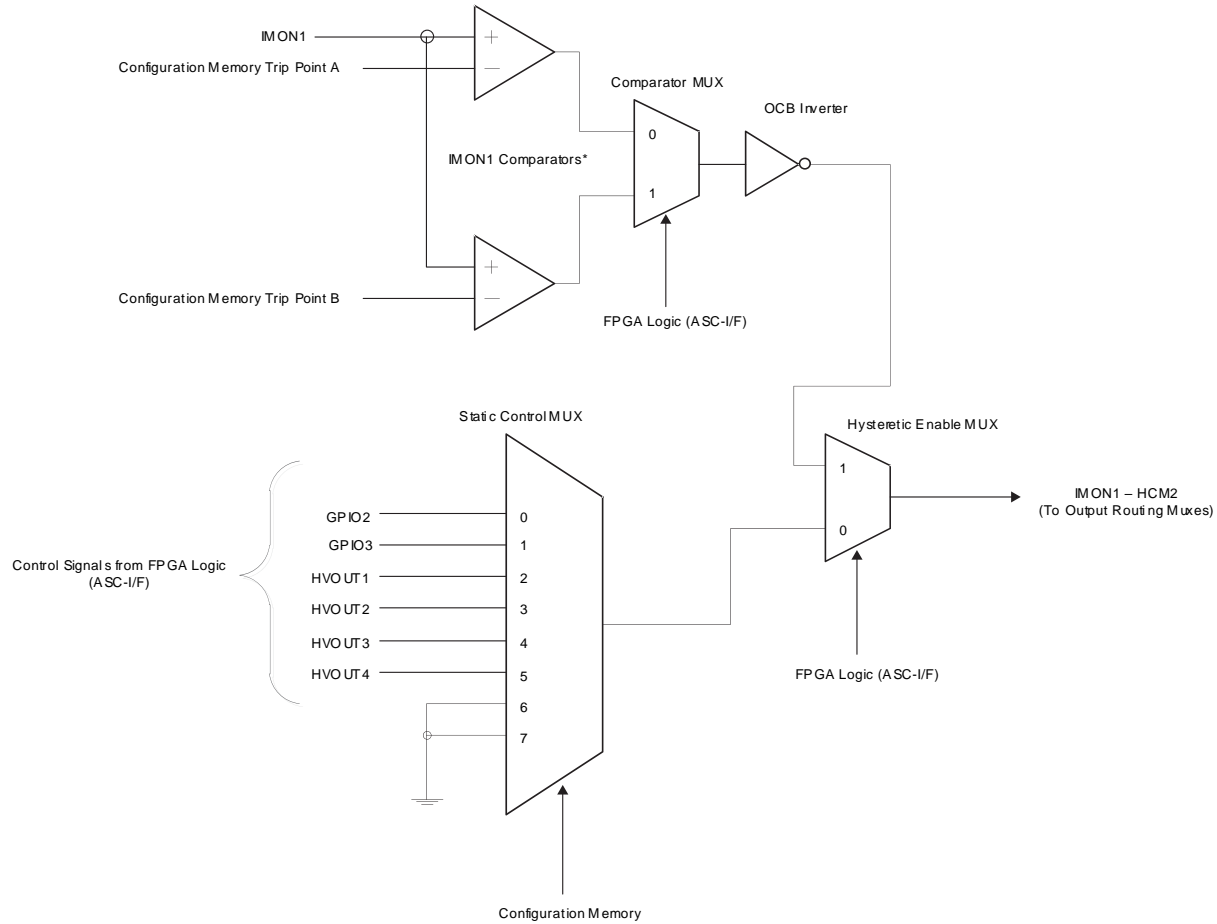 IMON1
Configuration Memory Trip Point A
+
−
Comparator MUX
OCB Inverter
0
IMON1 Comparators*
1
+
−
Configuration Memory Trip Point B
FPGA Logic (ASC-I/F)
Static Control MUX
Hysteretic Enable MUX
1
IMON1 – HCM2
(To Output Routing Muxes)
0
GPIO2
0
GPIO3
1
Control Signals from FPGA Logic
(ASC-I/F)
HVOUT1
2
HVOUT2
3
HVOUT3
4
HVOUT4
5
6
7
FPGA Logic (ASC-I/F)
Configuration Memory